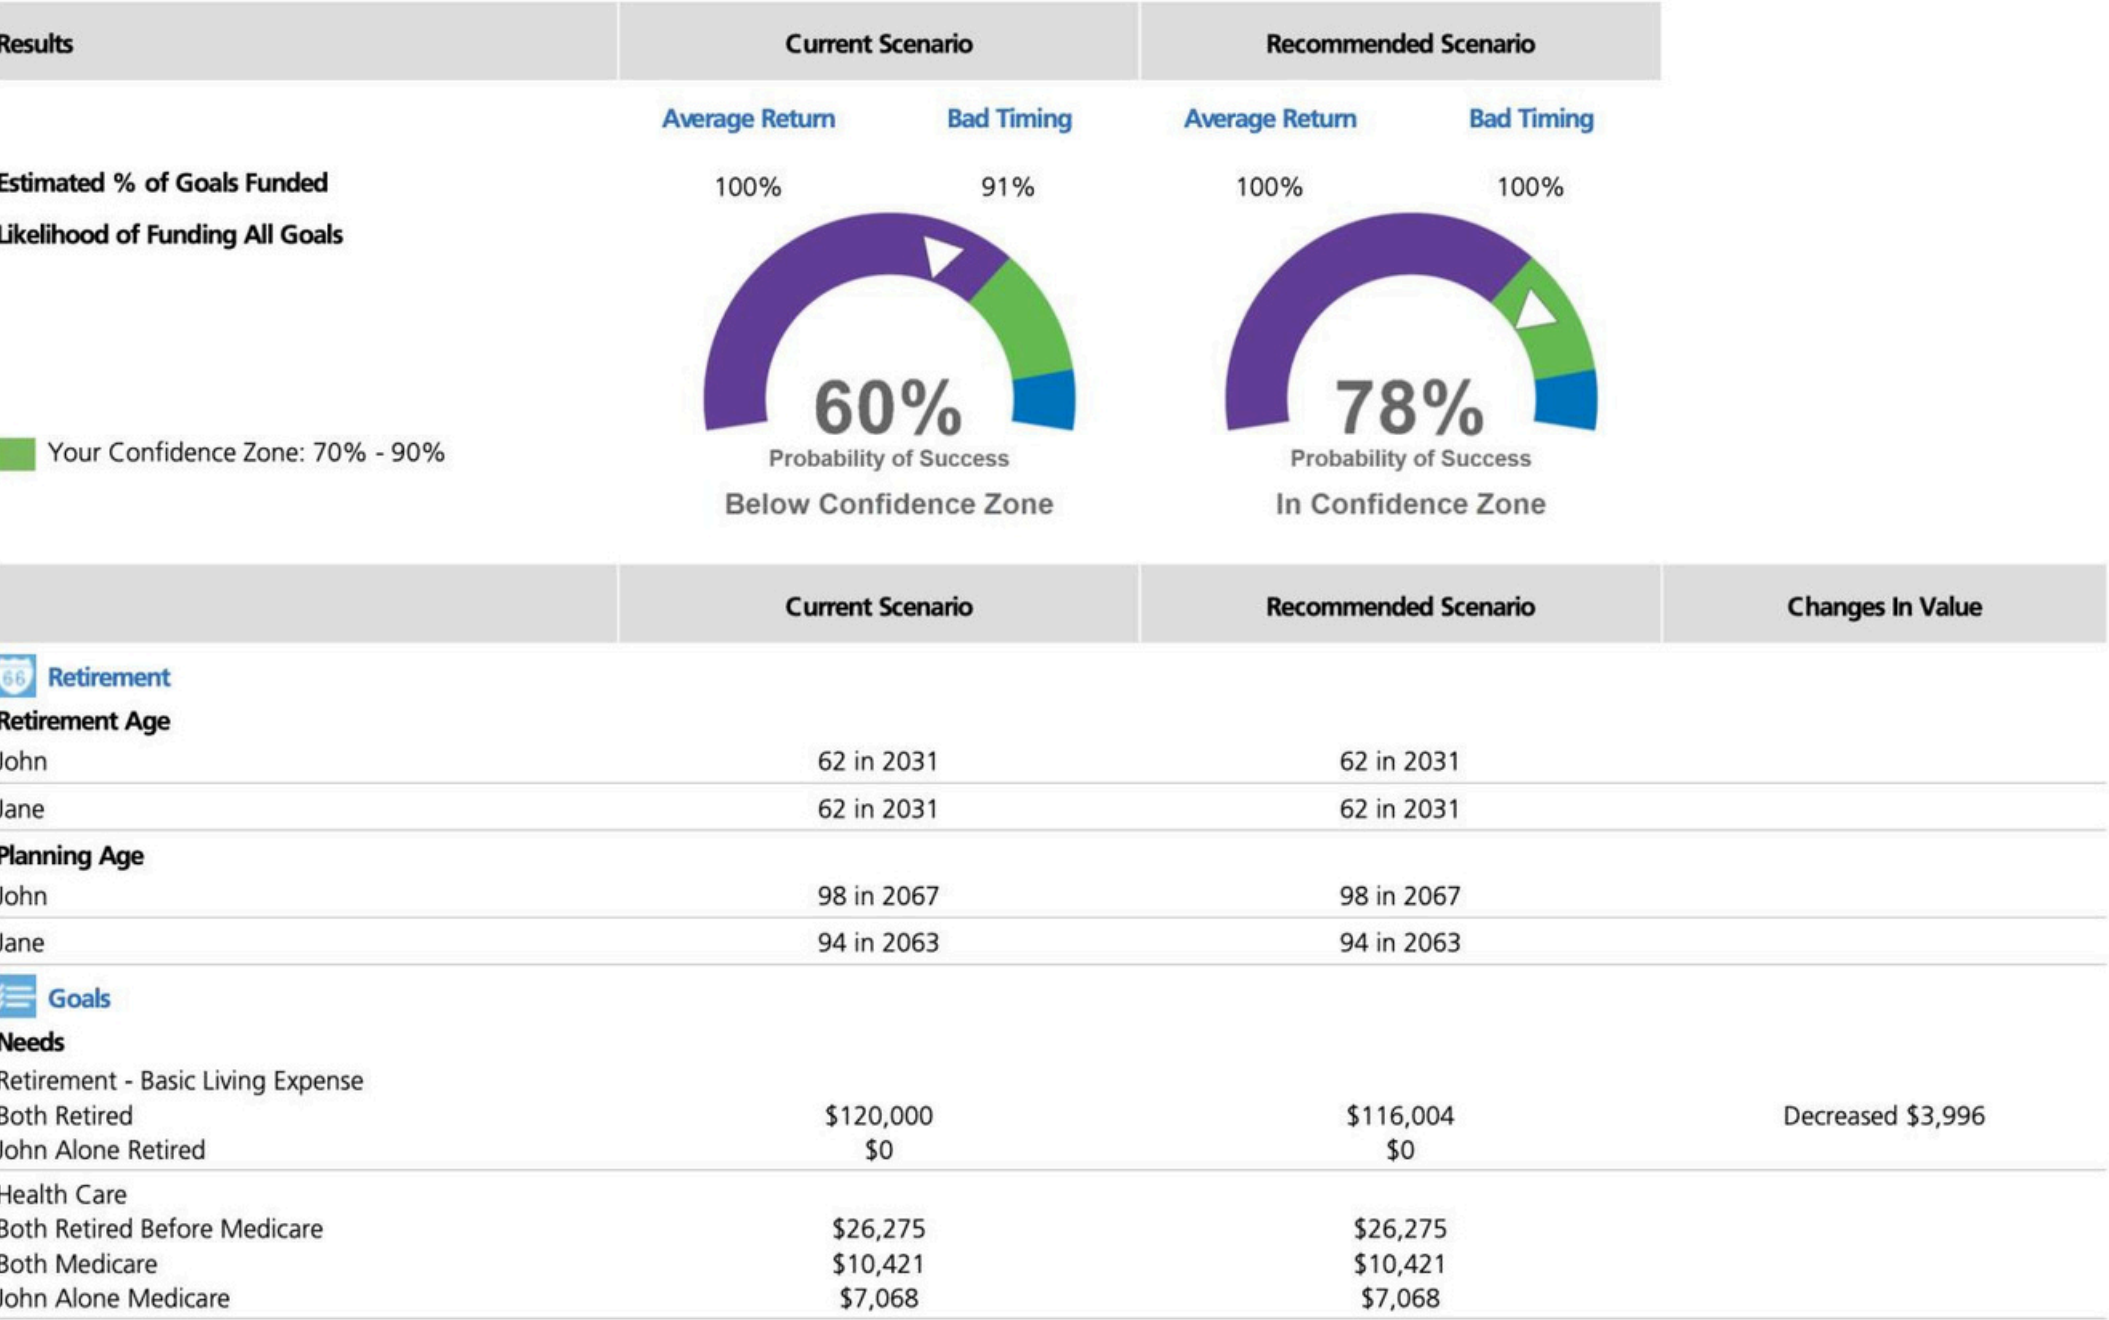 Results Current Scenario Recommended Scenario
Average Return Bad Timing Average Return Bad Timing
Estimated % of Goals Funded 100% 91% 100% 100%
Likelihood of Funding All Goals
60% 78%
Your Confidence Zone: 70% - 90% Probability of Success Probability of Success
Below Confidence Zone In Confidence Zone
Current Scenario Recommended Scenario Changes In Value
66 Retirement
Retirement Age
John 62 in 2031 62 in 2031
Jane 62 in 2031 62 in 2031
Planning Age
John 98 in 2067 98 in 2067
Jane 94 in 2063 94 in 2063
Goals
Needs
Retirement - Basic Living Expense
Both Retired $120,000 $116,004 Decreased $3,996
John Alone Retired $0 $0
Health Care
Both Retired Before Medicare $26,275 $26,275
Both Medicare $10,421 $10,421
John Alone Medicare $7,068 $7,068